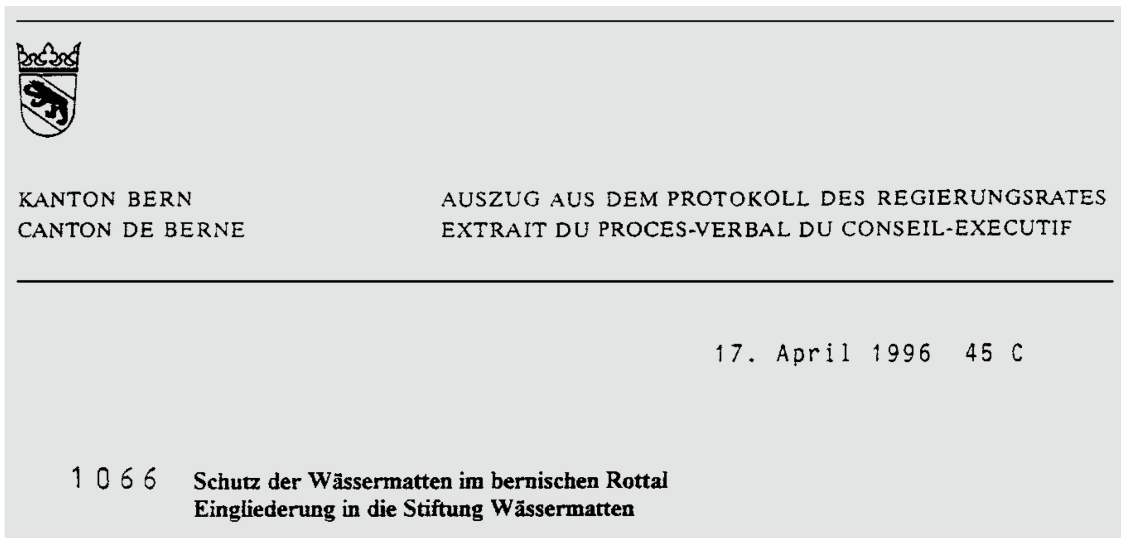 KANTON BERN
CANTON DE BERNE
AUSZUG AUS DEM PROTOKOLL DES REGIERUNGSRATES
EXTRAIT DU PROCES-VERBAL DU CONSEIL-EXECUTIF
17. April 1996 45 C
1066 Schutz der Wässermatten im bernischen Rottal
Eingliederung in die Stiftung Wässermatten